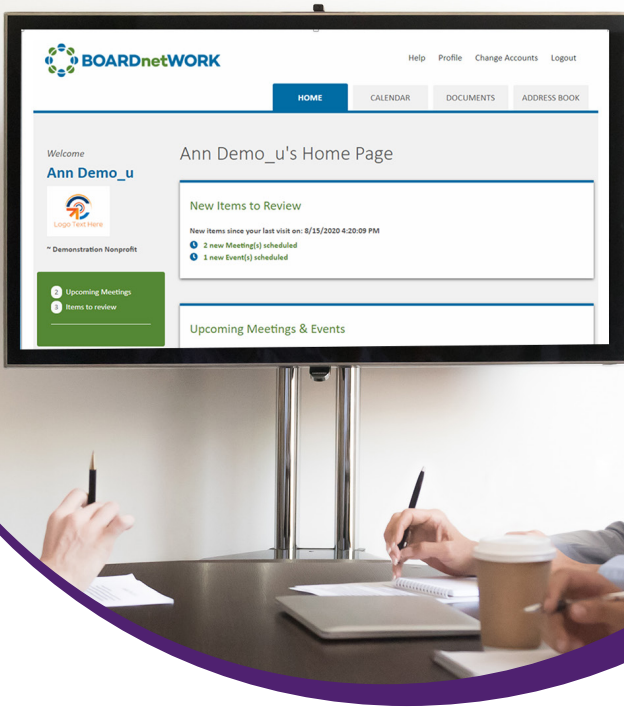 BOARDnetWORK
Help Profile Change Accounts Logout
HOME CALENDAR DOCUMENTS ADDRESS BOOK
Welcome
Ann Demo_u
Logo Text Here
~ Demonstration Nonprofit
2 Upcoming Meetings
3 Items to review
Ann Demo_u's Home Page
New Items to Review
New items since your last visit on: 8/15/2020 4:20:09 PM
2 new Meeting(s) scheduled
1 new Event(s) scheduled
Upcoming Meetings & Events